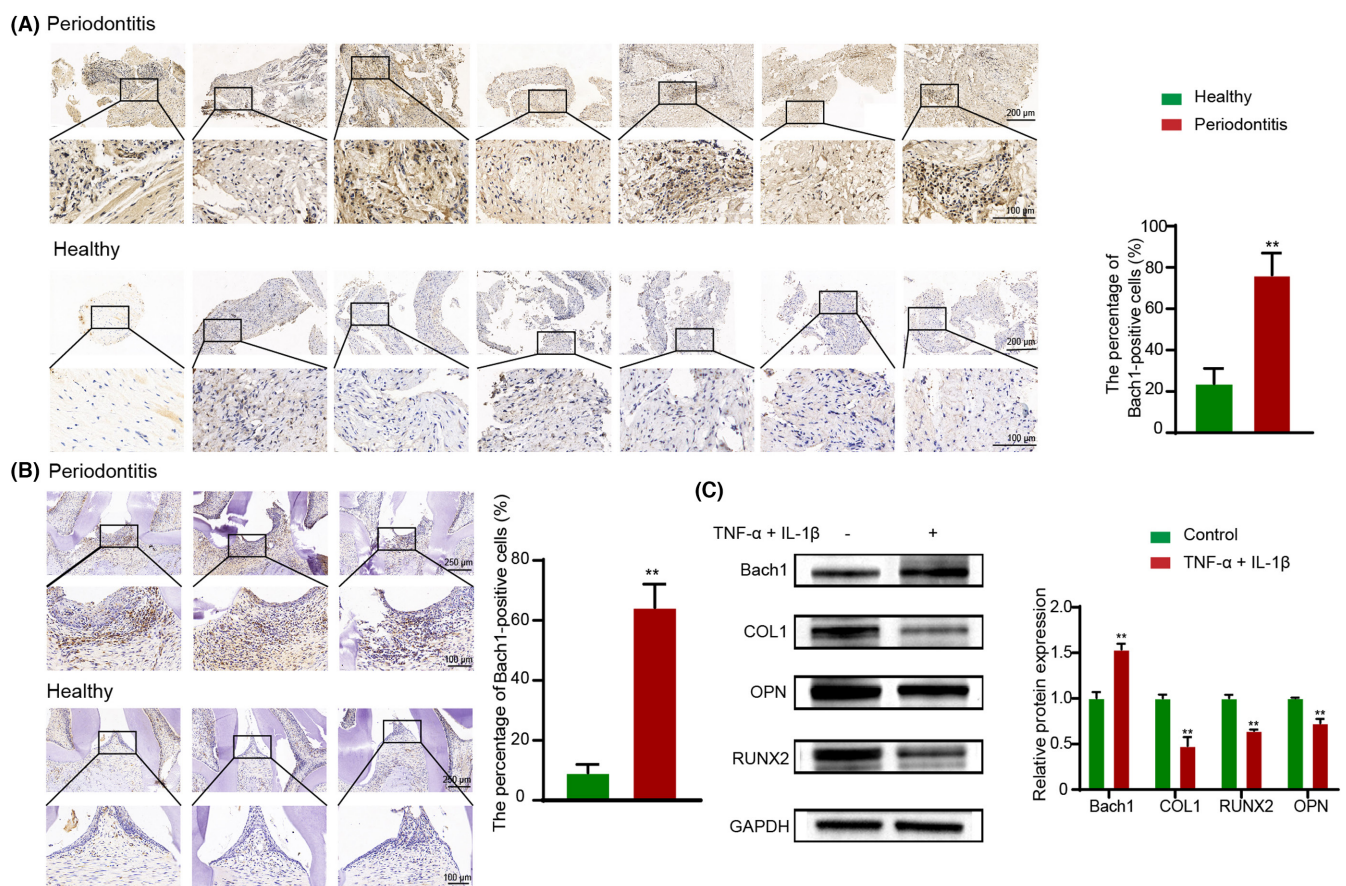 (A) Periodontitis
200 µm
100 µm
Healthy
200 µm
100 µm
Healthy
Periodontitis
The percentage of
Bach1-positive cells (%)
100
80
60
40
20
0
**
(B) Periodontitis
250 µm
100 µm
Healthy
250 µm
100 µm
The percentage of Bach1-positive cells (%)
80
60
40
20
0
**
(C)
TNF-α + IL-1β - +
Bach1
COL1
OPN
RUNX2
GAPDH
Control
TNF-α + IL-1β
Relative protein expression
2.0
1.5
1.0
0.5
0
** ** ** **
Bach1 COL1 RUNX2 OPN